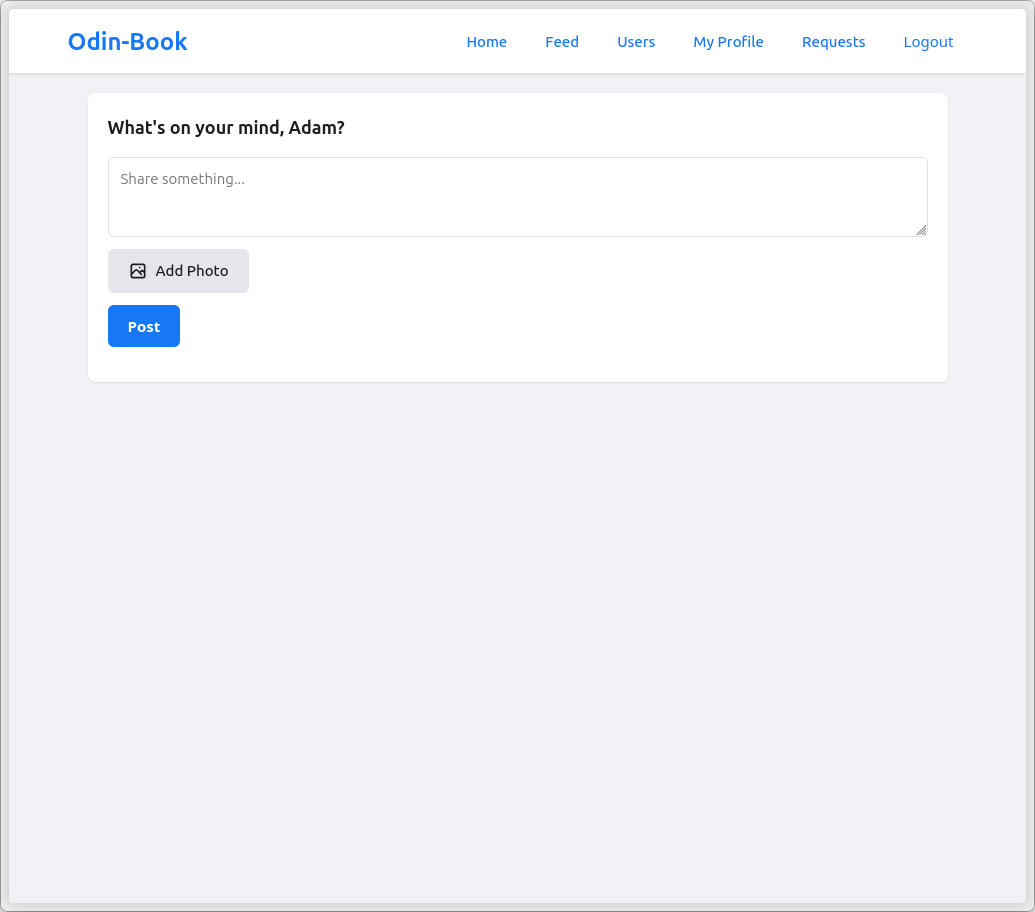 Odin-Book Home Feed Users My Profile Requests Logout
What's on your mind, Adam?
Share something...
Add Photo
Post